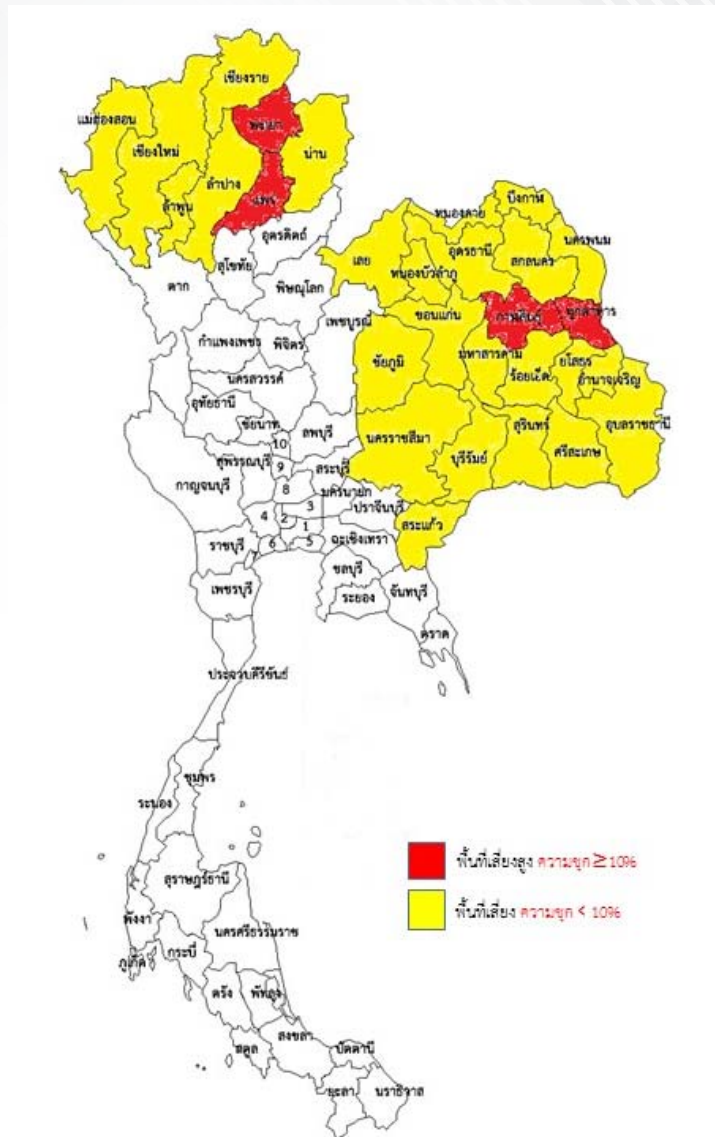 เชียงราย
แม่ฮ่องสอน
พะเยา
เชียงใหม่
น่าน
ลำปาง
แพร่
ลำพูน
อุตรดิตถ์
สุโขทัย
ตาก
พิษณุโลก
เพชรบูรณ์
กำแพงเพชร
พิจิตร
นครสวรรค์
อุทัยธานี
ชัยนาท
ลพบุรี
10
สุพรรณบุรี
9
สระบุรี
กาญจนบุรี
8
นครนายก
3
ปราจีนบุรี
4
2
1
ฉะเชิงเทรา
สระแก้ว
ราชบุรี
6
5
7
ชลบุรี
เพชรบุรี
ระยอง
จันทบุรี
ตราด
ประจวบคีรีขันธ์
บึงกาฬ
หนองคาย
นครพนม
เลย
อุดรธานี
สกลนคร
หนองบัวลำภู
ขอนแก่น
กาฬสินธุ์
มุกดาหาร
ชัยภูมิ
มหาสารคาม
ร้อยเอ็ด
ยโสธร
อำนาจเจริญ
นครราชสีมา
บุรีรัมย์
สุรินทร์
ศรีสะเกษ
อุบลราชธานี
ชุมพร
ระนอง
สุราษฎร์ธานี
พังงา
นครศรีธรรมราช
ภูเก็ต
กระบี่
ตรัง
พัทลุง
สงขลา
สตูล
ปัตตานี
ยะลา
นราธิวาส
พื้นที่เสี่ยงสูง ความชุก ≥ 10%
พื้นที่เสี่ยง ความชุก < 10%